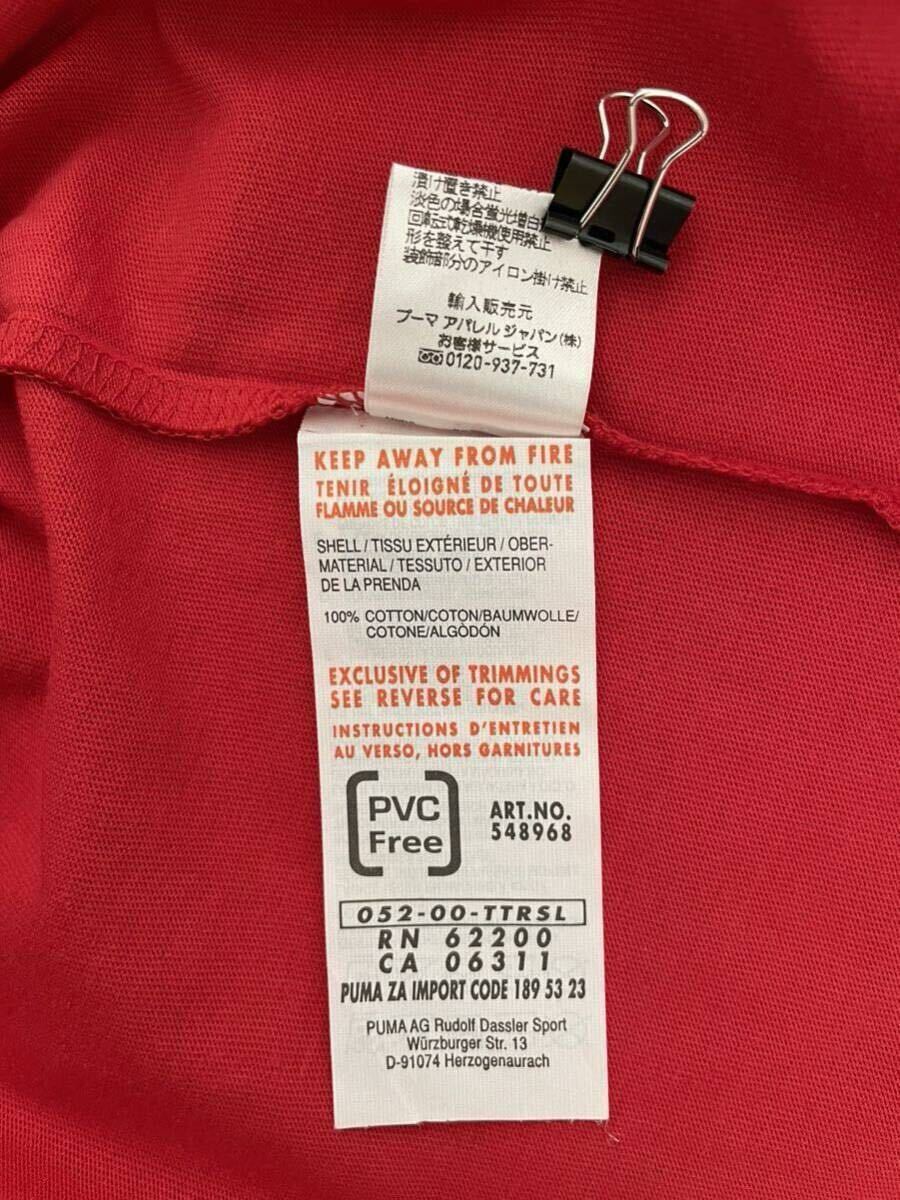 漬け置き禁止
淡色の場合蛍光増白
回転式乾燥機使用禁止
形を整えて干す
装飾部分のアイロン掛け禁止
輸入販売元
プーマ アパレル ジャパン(株)
お客様サービス
0120-937-731
KEEP AWAY FROM FIRE
TENIR ÉLOIGNÉ DE TOUTE
FLAMME OU SOURCE DE CHALEUR
SHELL / TISSU EXTÉRIEUR / OBER-
MATERIAL / TESSUTO / EXTERIOR
DE LA PRENDA
100% COTTON/COTON/BAUMWOLLE/
COTONE/ALGÒDÓN
EXCLUSIVE OF TRIMMINGS
SEE REVERSE FOR CARE
INSTRUCTIONS D'ENTRETIEN
AU VERSO, HORS GARNITURES
PVC
Free
ART.NO.
548968
052-00-TTRSL
RN 62200
CA 06311
PUMA ZA IMPORT CODE 189 53 23
PUMA AG Rudolf Dassler Sport
Würzburger Str. 13
D-91074 Herzogenaurach